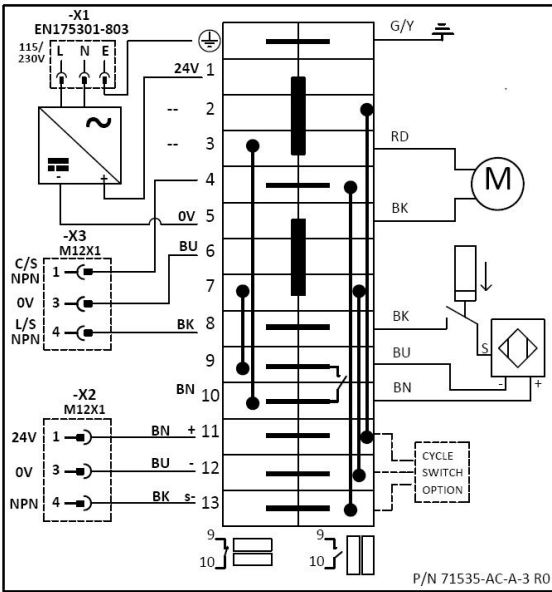 -X1
EN175301-803
115/
230V
L N E
~
- +
24V 1
-- 2
-- 3
4
0V 5
BU 6
7
BK 8
9
BN 10
BN + 11
BU - 12
BK s- 13
-X3
M12X1
C/S
NPN 1
0V 3
L/S
NPN 4
-X2
M12X1
24V 1
0V 3
NPN 4
G/Y
RD
M
BK
BK
BU
BN
S
- +
CYCLE
SWITCH
OPTION
9
10
9
10
P/N 71535-AC-A-3 R0